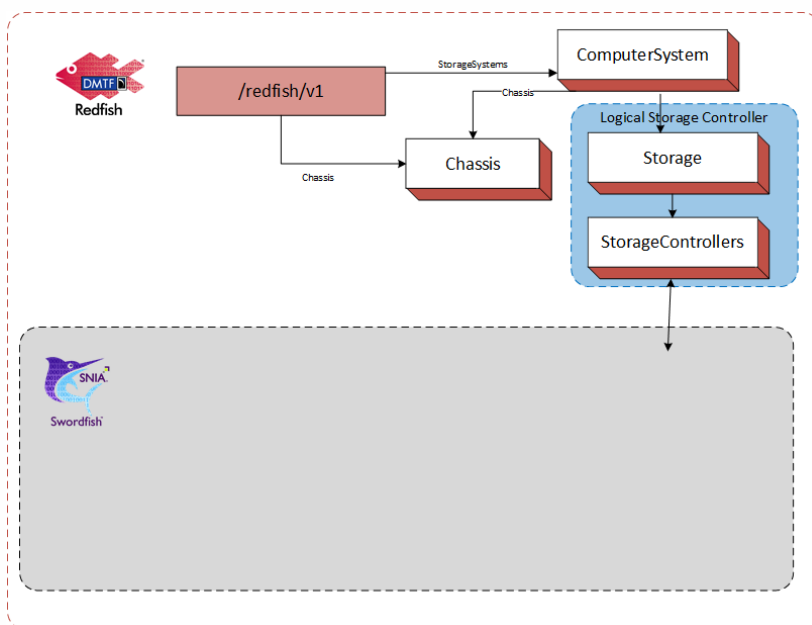 DMTF
Redfish
/redfish/v1
StorageSystems
ComputerSystem
Chassis
Logical Storage Controller
Chassis
Storage
Chassis
StorageControllers
SNIA
Swordfish